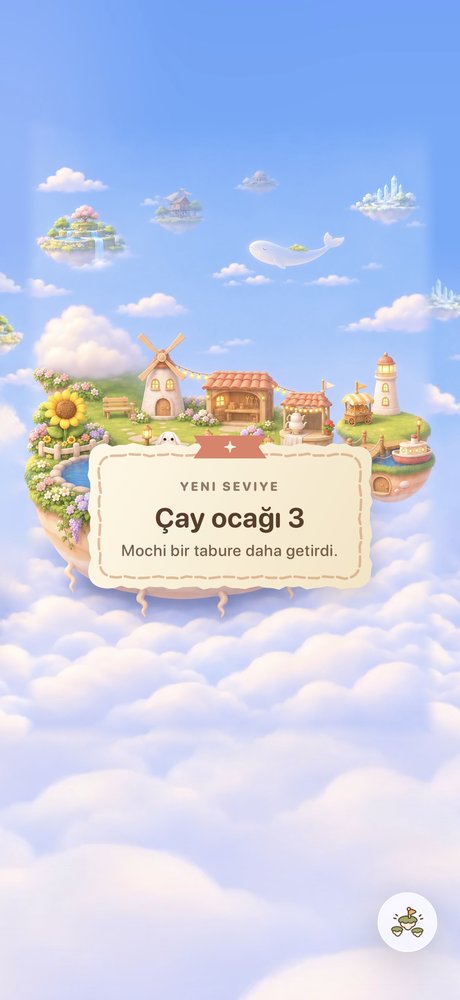 YENI SEVIYE
Çay ocağı 3
Mochi bir tabure daha getirdi.